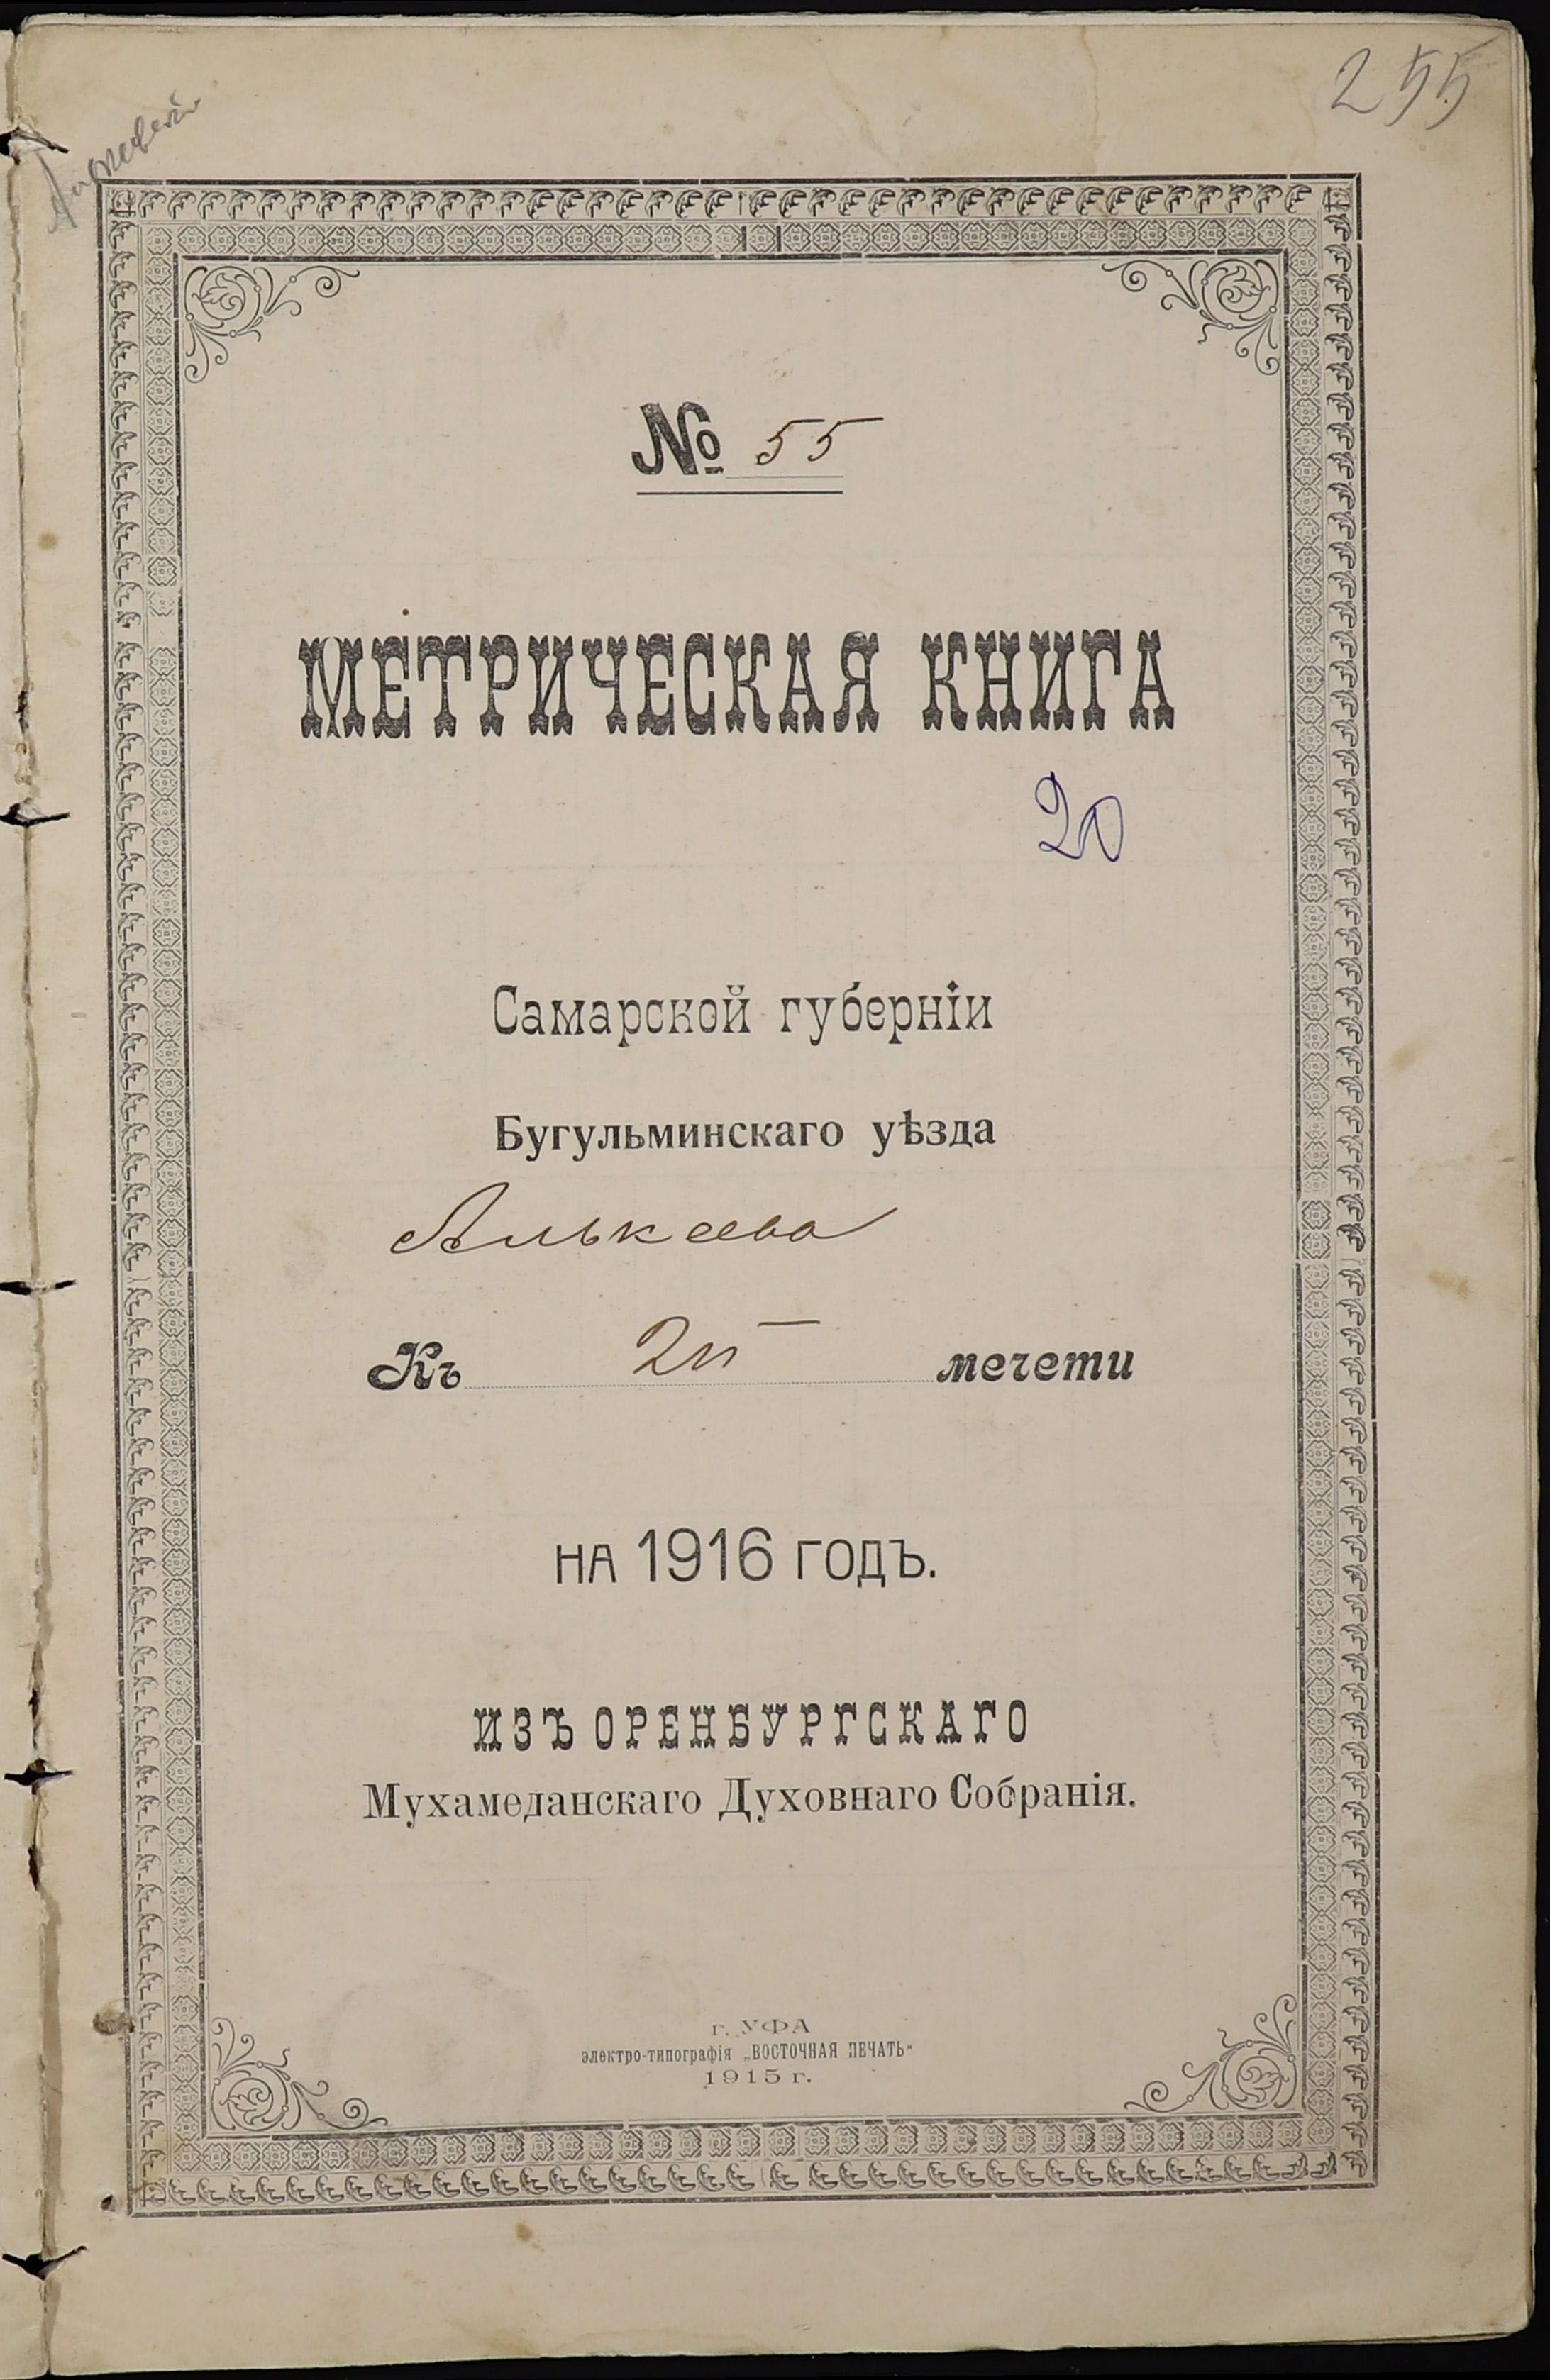 255
№ 55
МЕТРИЧЕСКАЯ КНИГА
20
Самарской губерніи
Бугульминскаго уѣзда
Алькеева
Къ 2й мечети
НА 1916 ГОДЪ.
ИЗЪ ОРЕНБУРГСКАГО
Мухамеданскаго Духовнаго Собранія.
г. УФА
электро-типографія „ВОСТОЧНАЯ ПЕЧАТЬ“
1915 г.